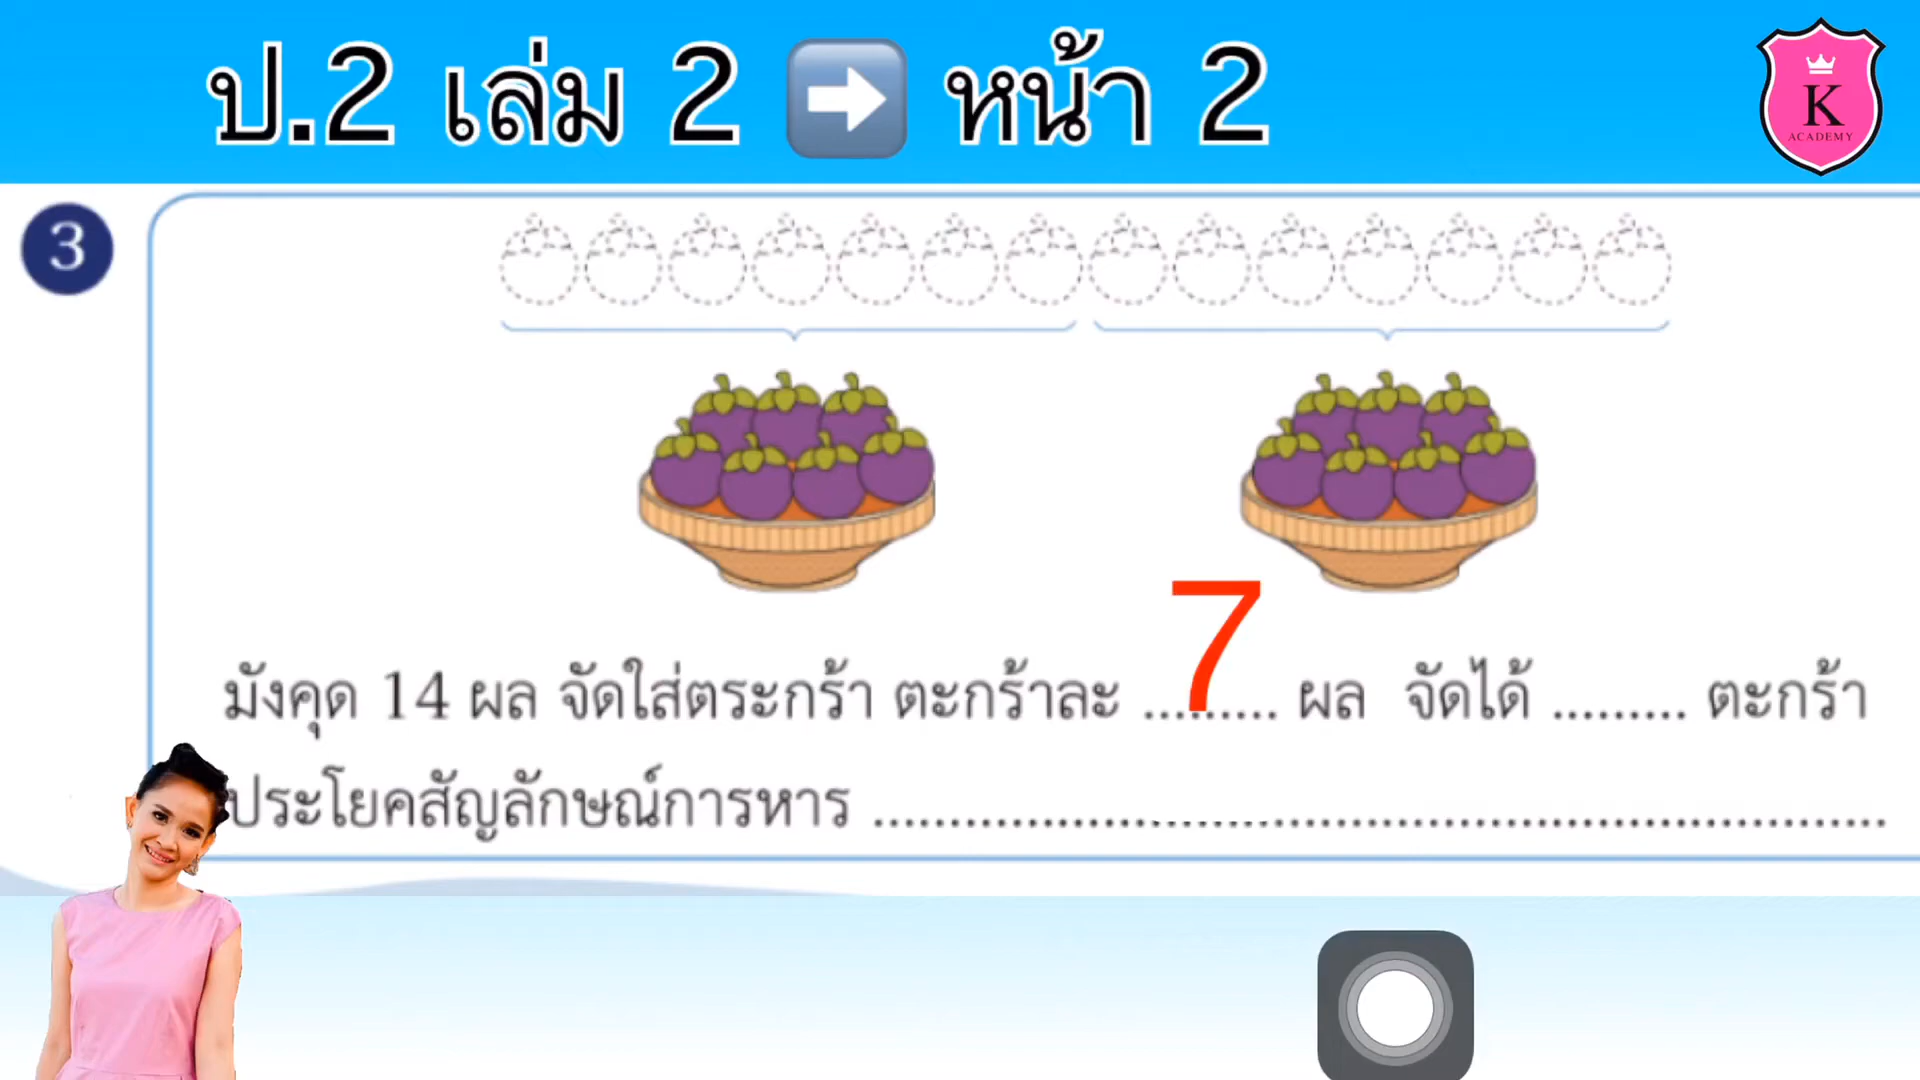 ป.2 เล่ม 2 ➡ หน้า 2
K
ACADEMY
3
มังคุด 14 ผล จัดใส่ตระกร้า ตะกร้าละ ...7... ผล จัดได้ ......... ตะกร้า
ประโยคสัญลักษณ์การหาร ................................................................